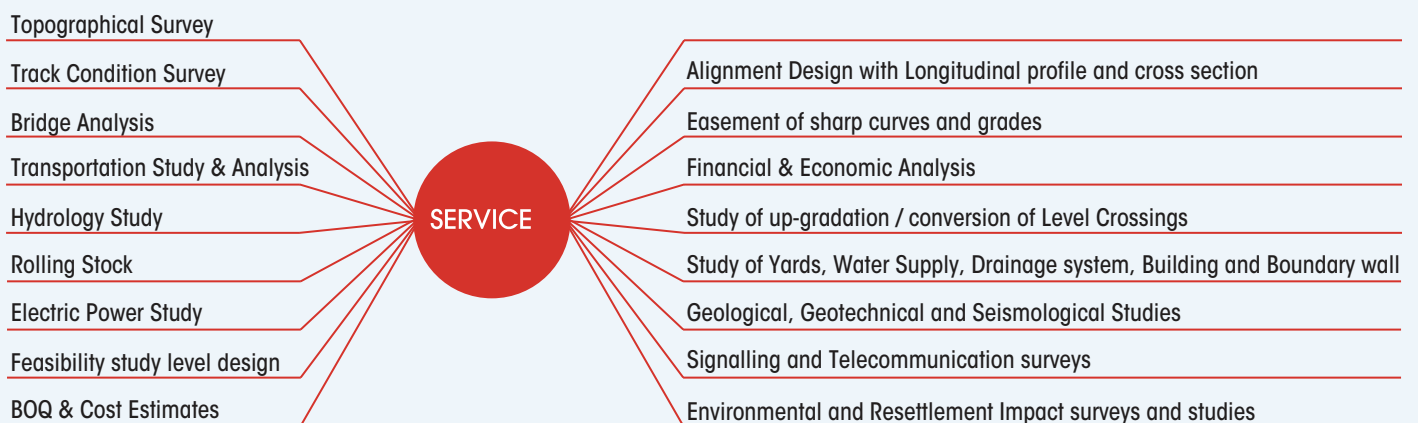 Topographical Survey
Track Condition Survey
Bridge Analysis
Transportation Study & Analysis
Hydrology Study
Rolling Stock
Electric Power Study
Feasibility study level design
BOQ & Cost Estimates
SERVICE
Alignment Design with Longitudinal profile and cross section
Easement of sharp curves and grades
Financial & Economic Analysis
Study of up-gradation / conversion of Level Crossings
Study of Yards, Water Supply, Drainage system, Building and Boundary wall
Geological, Geotechnical and Seismological Studies
Signalling and Telecommunication surveys
Environmental and Resettlement Impact surveys and studies